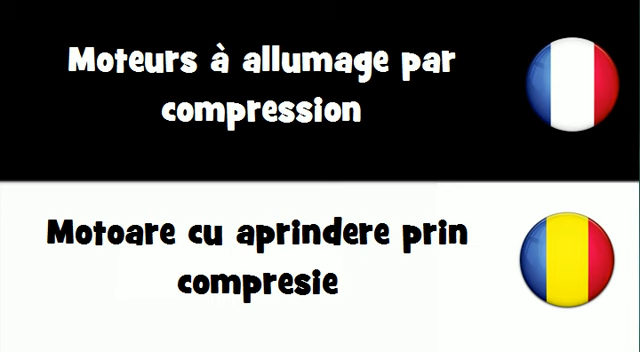 Moteurs à allumage par
compression
Motoare cu aprindere prin
compresie